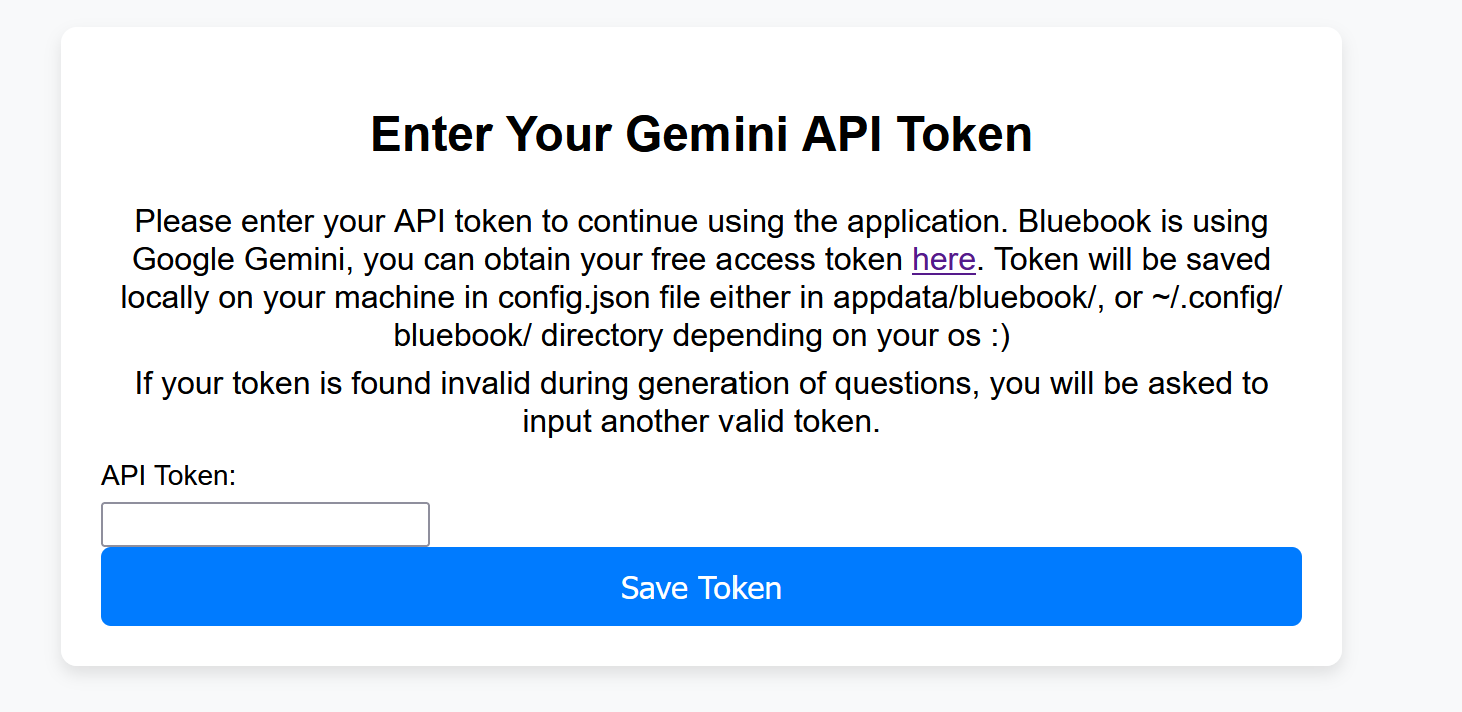 Enter Your Gemini API Token
Please enter your API token to continue using the application. Bluebook is using
Google Gemini, you can obtain your free access token here. Token will be saved
locally on your machine in config.json file either in appdata/bluebook/, or ~/.config/
bluebook/ directory depending on your os :)
If your token is found invalid during generation of questions, you will be asked to
input another valid token.
API Token:
Save Token